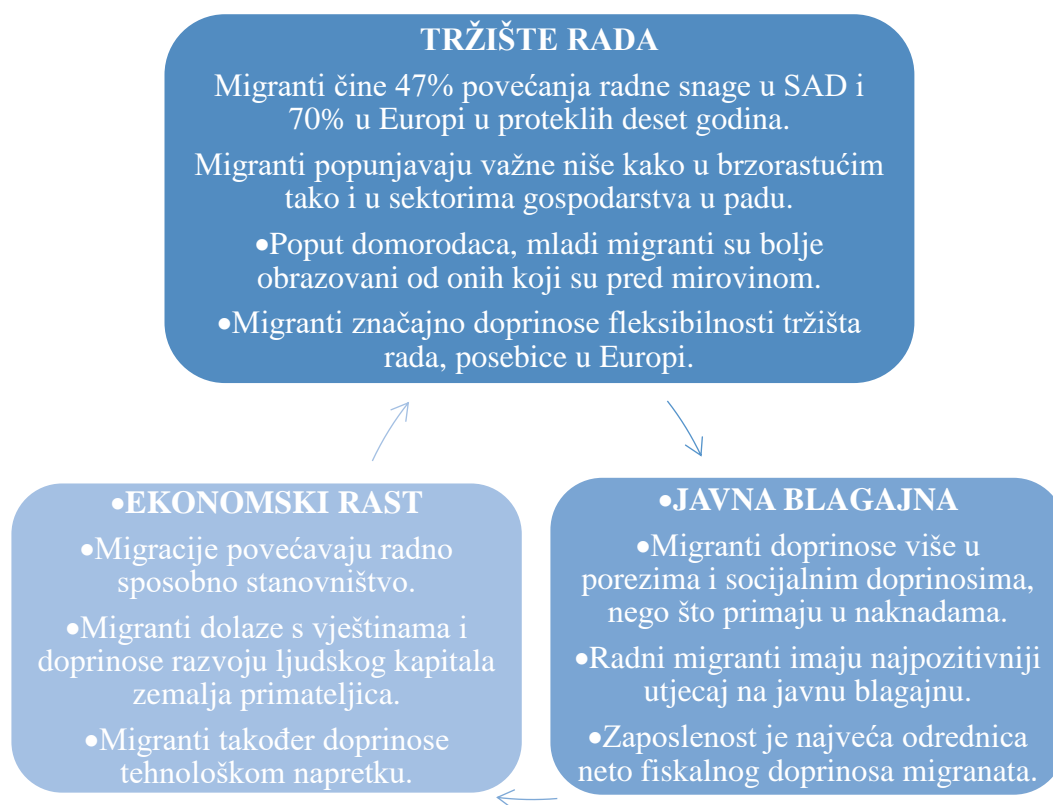 TRŽIŠTE RADA
Migranti čine 47% povećanja radne snage u SAD i
70% u Europi u proteklih deset godina.
Migranti popunjavaju važne niše kako u brzorastućim
tako i u sektorima gospodarstva u padu.
•Poput domorodaca, mladi migranti su bolje
obrazovani od onih koji su pred mirovinom.
•Migranti značajno doprinose fleksibilnosti tržišta
rada, posebice u Europi.
•EKONOMSKI RAST
•Migracije povećavaju radno
sposobno stanovništvo.
•Migranti dolaze s vještinama i
doprinose razvoju ljudskog kapitala
zemalja primateljica.
•Migranti također doprinose
tehnološkom napretku.
•JAVNA BLAGAJNA
•Migranti doprinose više u
porezima i socijalnim doprinosima,
nego što primaju u naknadama.
•Radni migranti imaju najpozitivniji
utjecaj na javnu blagajnu.
•Zaposlenost je najveća odrednica
neto fiskalnog doprinosa migranata.